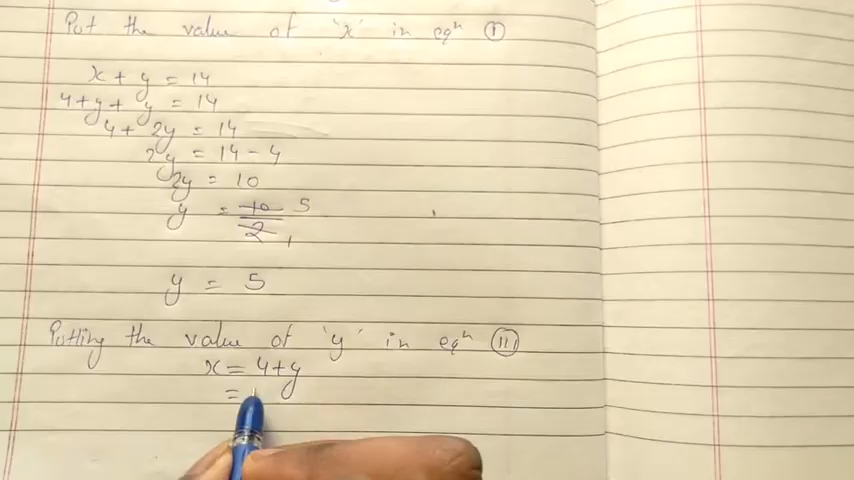 Put the value of 'x' in eqⁿ Ⓘ
x + y = 14
4 + y + y = 14
4 + 2y = 14
2y = 14 - 4
2y = 10
y = 10/2 5 1
y = 5
Putting the value of 'y' in eqⁿ (III)
x = 4 + y
=